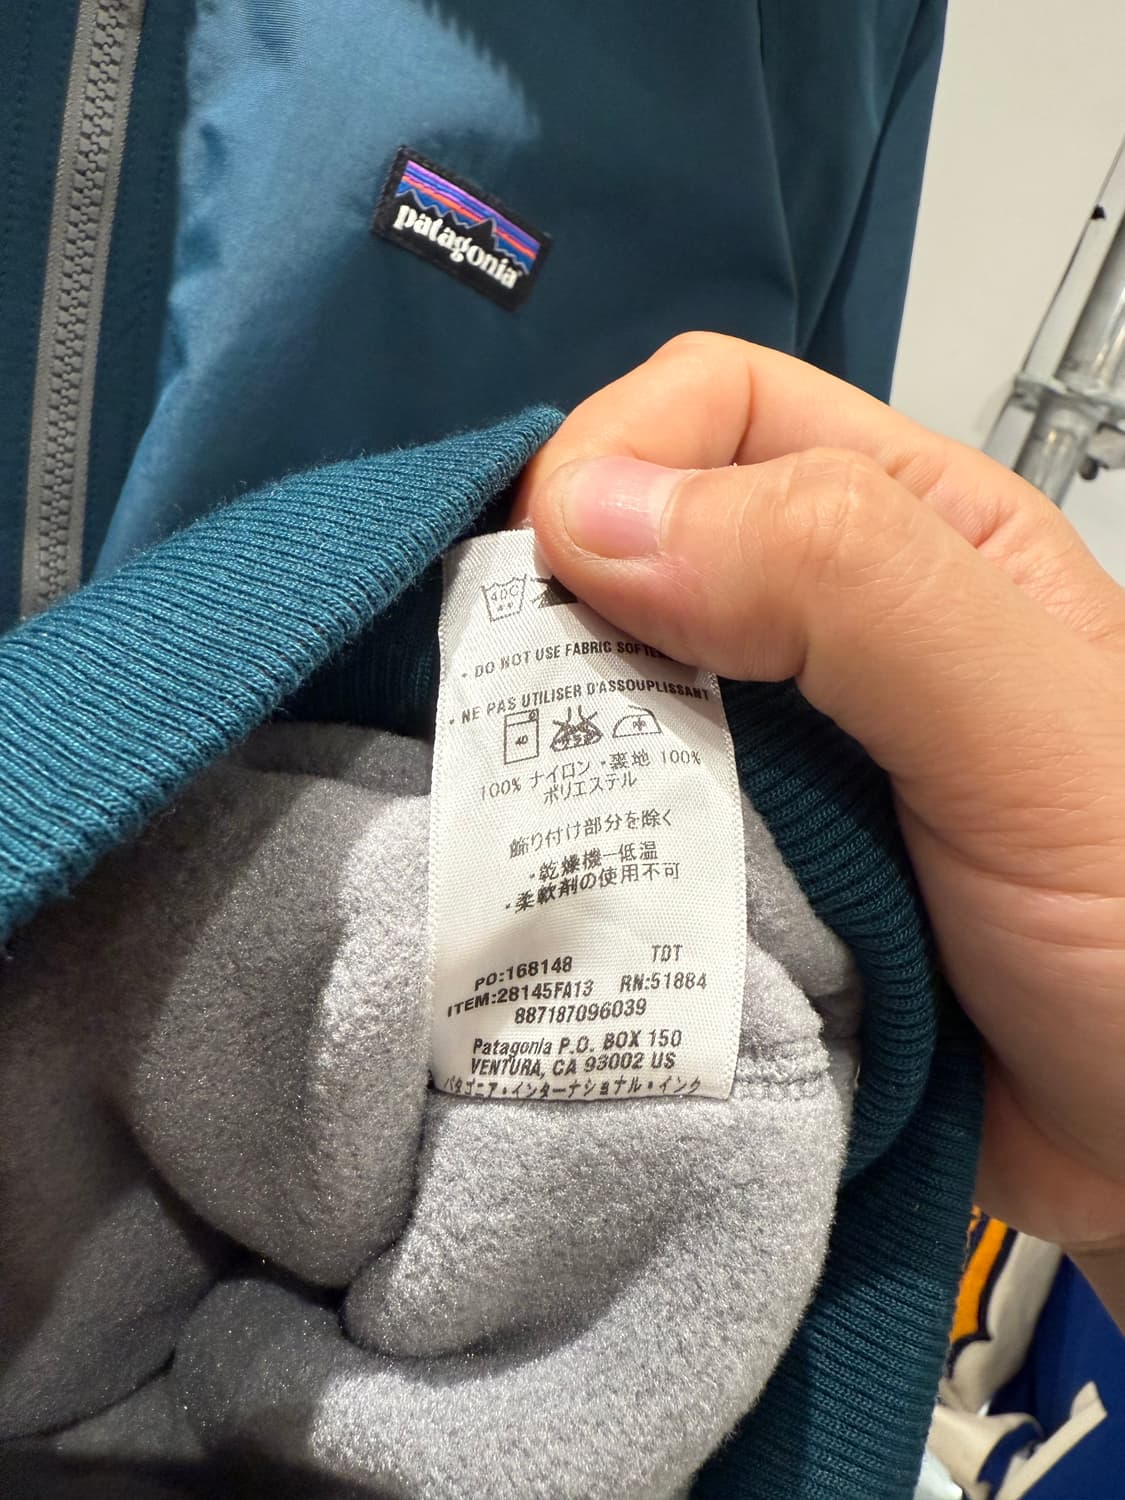 patagonia
40C
• DO NOT USE FABRIC
• NE PAS UTILISER D'ASSOUPLISSANT
40
100% ナイロン・裏地 100%
ポリエステル
飾り付け部分を除く
・乾燥機—低温
・柔軟剤の使用不可
PO:168148 TDT
ITEM:28145FA13 RN:51884
887187096039
Patagonia P.O. BOX 150
VENTURA, CA 93002 US
パタゴニア・インターナショナル・インク